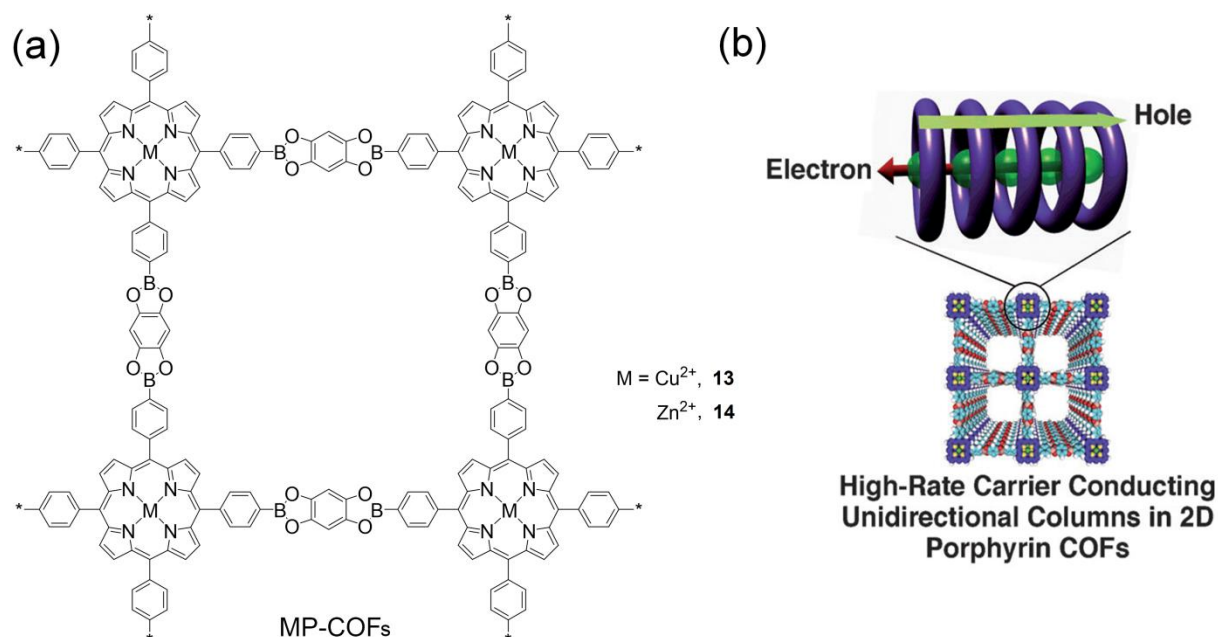 (a)
* *
N N O O N N
* M B B M *
N N O O N N
B B
O O O O
O O O O
B B
N N O O N N
* M B B M *
N N O O N N
* *
MP-COFs
M = Cu²⁺, 13
Zn²⁺, 14
(b)
Hole
Electron
High-Rate Carrier Conducting
Unidirectional Columns in 2D
Porphyrin COFs